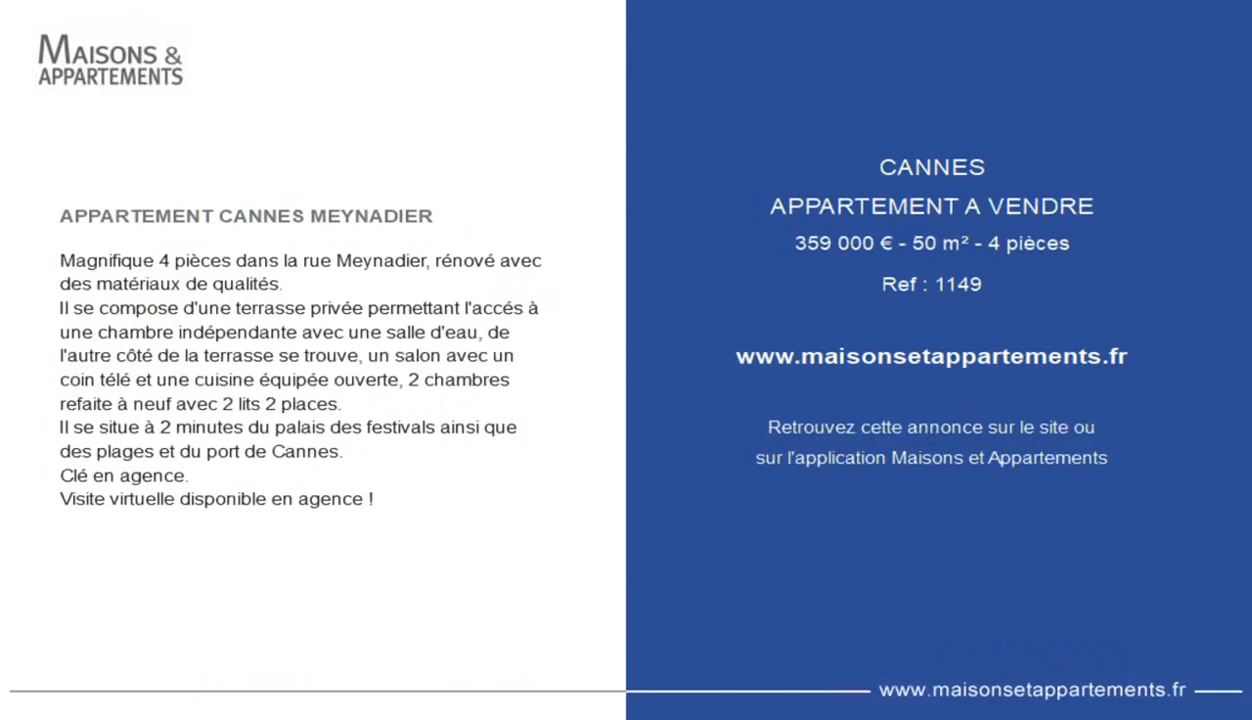 MAISONS &
APPARTEMENTS
APPARTEMENT CANNES MEYNADIER
Magnifique 4 pièces dans la rue Meynadier, rénové avec
des matériaux de qualités.
Il se compose d'une terrasse privée permettant l'accés à
une chambre indépendante avec une salle d'eau, de
l'autre côté de la terrasse se trouve, un salon avec un
coin télé et une cuisine équipée ouverte, 2 chambres
refaite à neuf avec 2 lits 2 places.
Il se situe à 2 minutes du palais des festivals ainsi que
des plages et du port de Cannes.
Clé en agence.
Visite virtuelle disponible en agence !
CANNES
APPARTEMENT A VENDRE
359 000 € - 50 m² - 4 pièces
Ref : 1149
www.maisonsetappartements.fr
Retrouvez cette annonce sur le site ou
sur l'application Maisons et Appartements
www.maisonsetappartements.fr